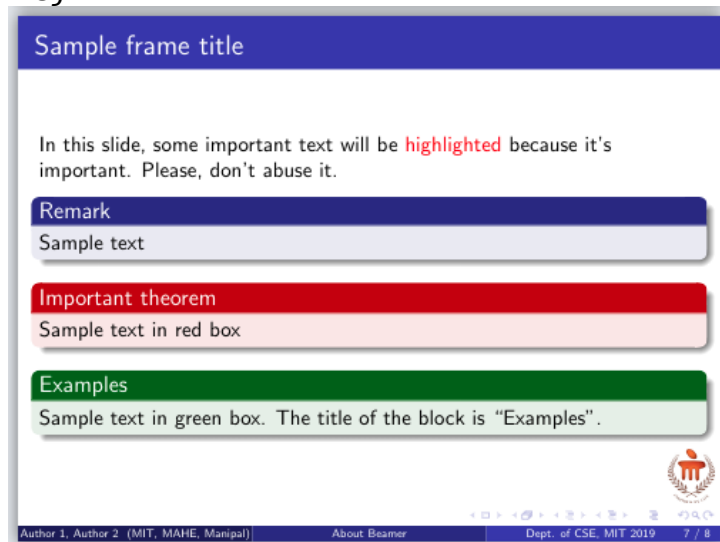 Sample frame title
In this slide, some important text will be highlighted because it's
important. Please, don't abuse it.
Remark
Sample text
Important theorem
Sample text in red box
Examples
Sample text in green box. The title of the block is “Examples”.
Author 1, Author 2 (MIT, MAHE, Manipal) About Beamer Dept. of CSE, MIT 2019 7 / 8